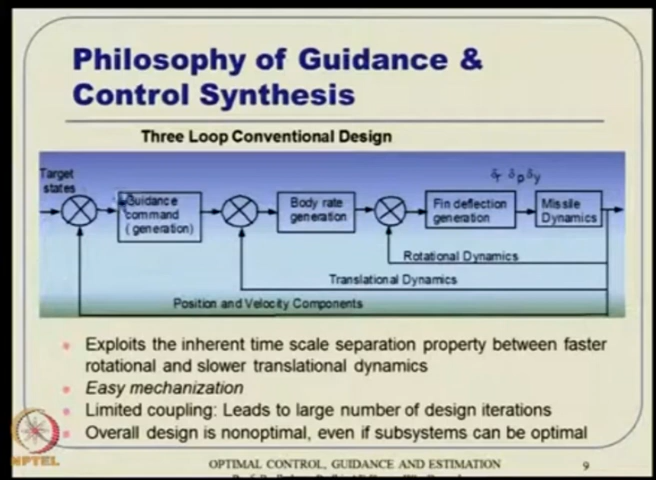 Philosophy of Guidance &
Control Synthesis
Three Loop Conventional Design
Target
states
Guidance
command
( generation)
Body rate
generation
δr δp δy
Fin deflection
generation
Missile
Dynamics
Rotational Dynamics
Translational Dynamics
Position and Velocity Components
Exploits the inherent time scale separation property between faster
rotational and slower translational dynamics
Easy mechanization
Limited coupling: Leads to large number of design iterations
Overall design is nonoptimal, even if subsystems can be optimal
NPTEL
OPTIMAL CONTROL, GUIDANCE AND ESTIMATION
9